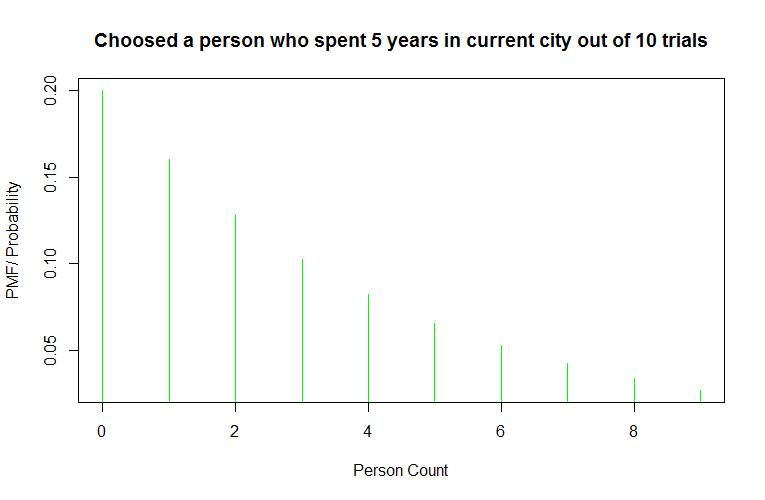 Choosed a person who spent 5 years in current city out of 10 trials
PMF/ Probability
0.20
0.15
0.10
0.05
0 2 4 6 8
Person Count